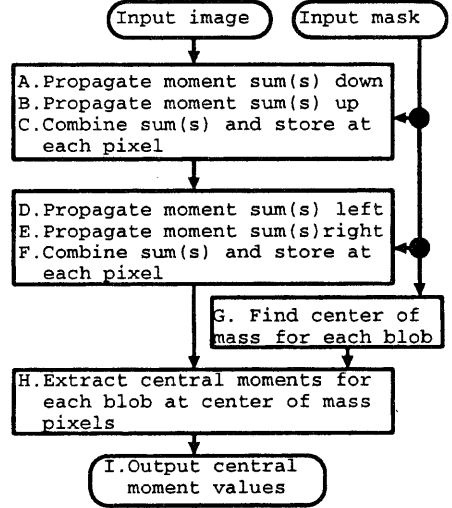 Input image
Input mask
A.Propagate moment sum(s) down
B.Propagate moment sum(s) up
C.Combine sum(s) and store at
each pixel
D.Propagate moment sum(s) left
E.Propagate moment sum(s)right
F.Combine sum(s) and store at
each pixel
G. Find center of
mass for each blob
H.Extract central moments for
each blob at center of mass
pixels
I.Output central
moment values